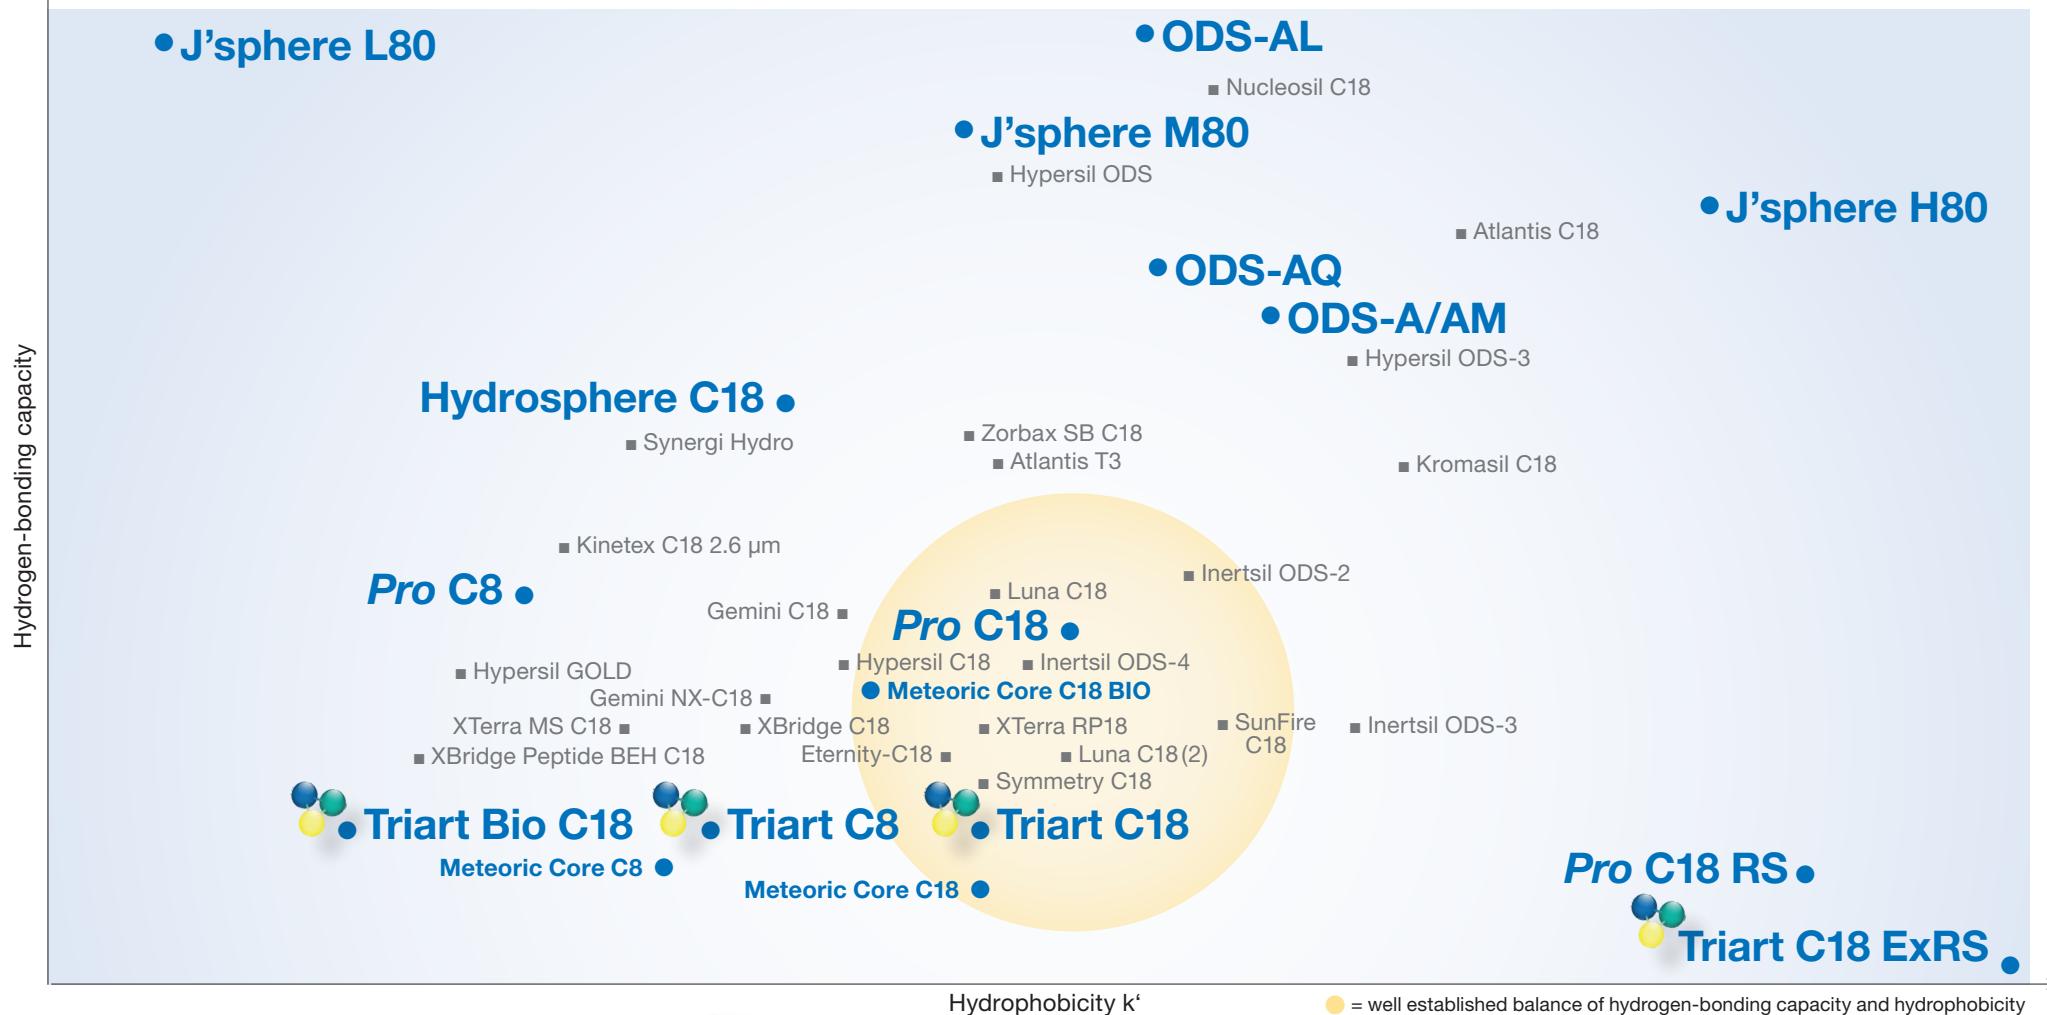 J’sphere L80
ODS-AL
Nucleosil C18
J’sphere M80
Hypersil ODS
J’sphere H80
Atlantis C18
ODS-AQ
ODS-A/AM
Hypersil ODS-3
Hydrosphere C18
Synergi Hydro
Zorbax SB C18
Atlantis T3
Kromasil C18
Hydrogen-bonding capacity
Kinetex C18 2.6 µm
Pro C8
Inertsil ODS-2
Luna C18
Gemini C18
Pro C18
Hypersil C18
Inertsil ODS-4
Hypersil GOLD
Meteoric Core C18 BIO
Gemini NX-C18
XTerra MS C18
XBridge C18
XTerra RP18
SunFire
C18
Inertsil ODS-3
XBridge Peptide BEH C18
Eternity-C18
Luna C18(2)
Symmetry C18
Triart Bio C18
Triart C8
Triart C18
Meteoric Core C8
Meteoric Core C18
Pro C18 RS
Triart C18 ExRS
Hydrophobicity k‘
= well established balance of hydrogen-bonding capacity and hydrophobicity